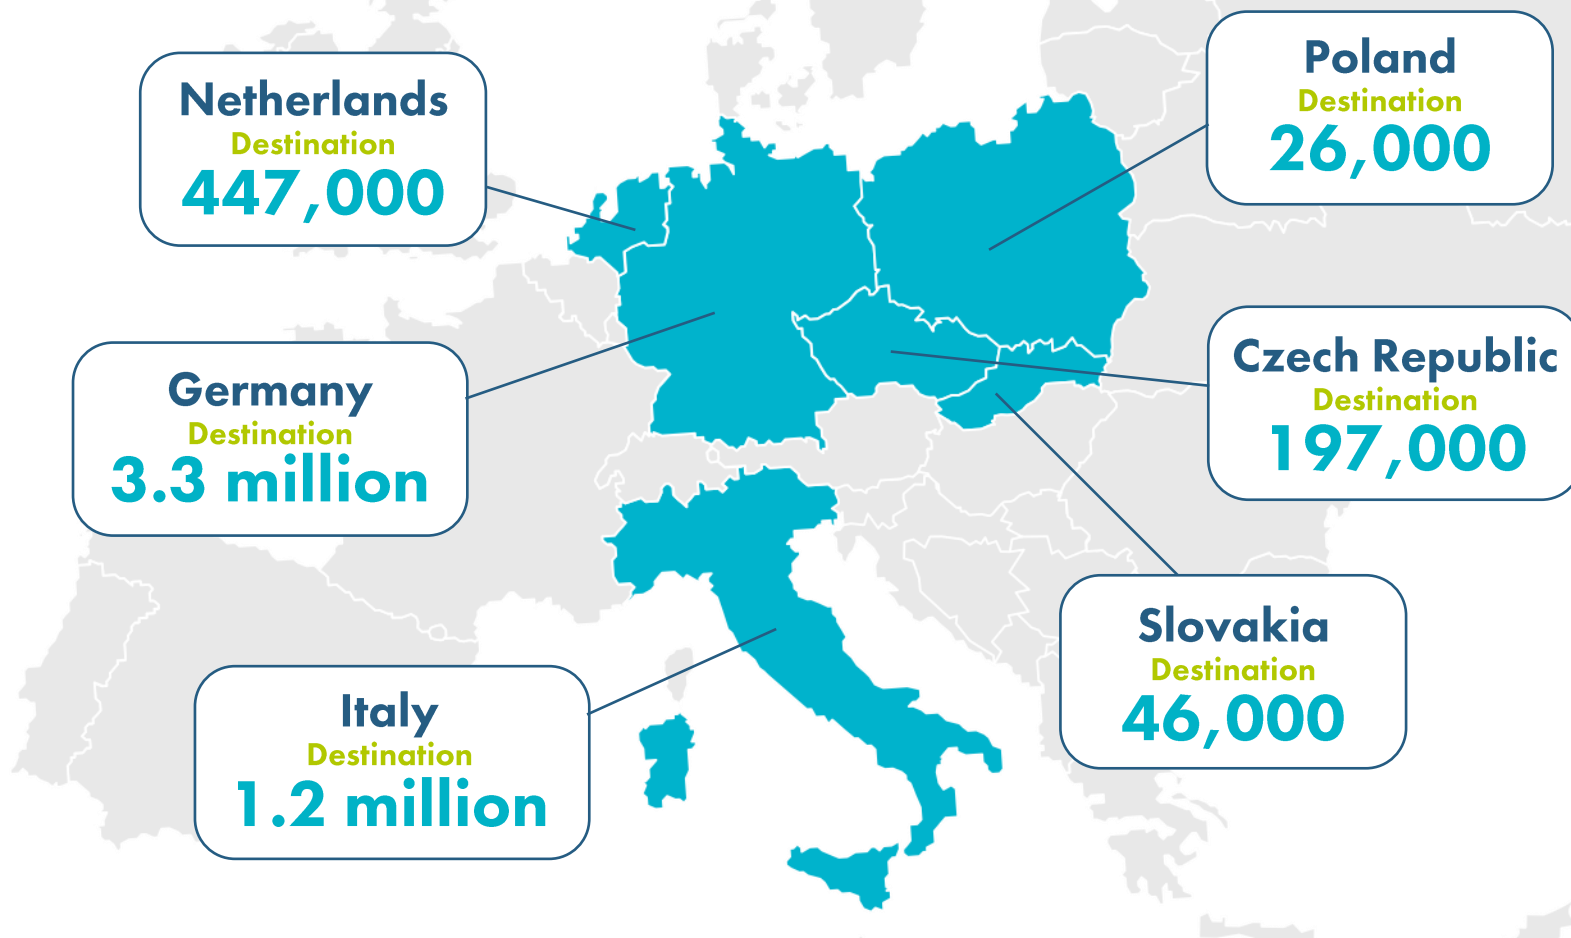 Netherlands
Destination
447,000
Poland
Destination
26,000
Germany
Destination
3.3 million
Czech Republic
Destination
197,000
Italy
Destination
1.2 million
Slovakia
Destination
46,000